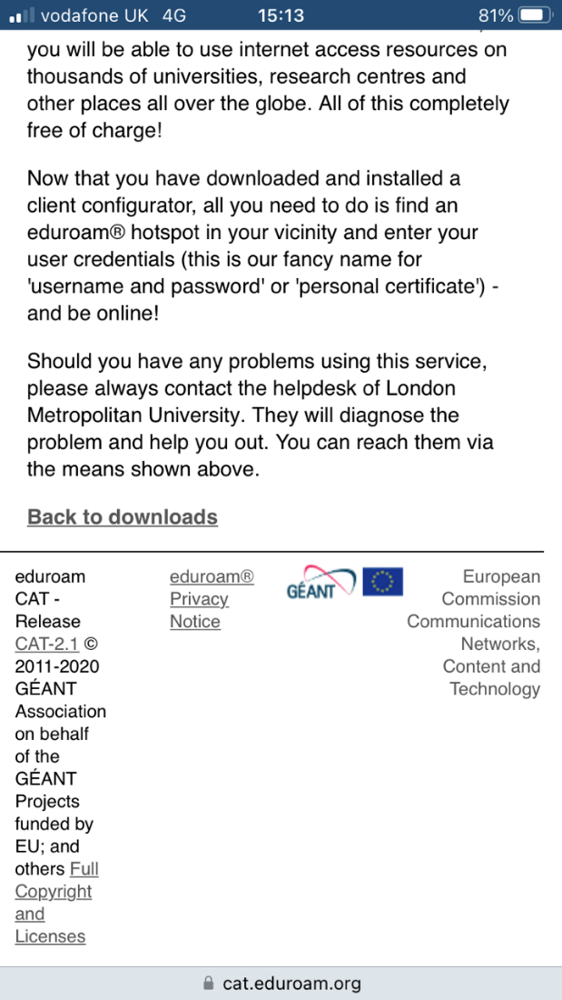 vodafone UK 4G 15:13 81%
you will be able to use internet access resources on
thousands of universities, research centres and
other places all over the globe. All of this completely
free of charge!
Now that you have downloaded and installed a
client configurator, all you need to do is find an
eduroam® hotspot in your vicinity and enter your
user credentials (this is our fancy name for
'username and password' or 'personal certificate') -
and be online!
Should you have any problems using this service,
please always contact the helpdesk of London
Metropolitan University. They will diagnose the
problem and help you out. You can reach them via
the means shown above.
Back to downloads
eduroam
CAT -
Release
CAT-2.1 ©
2011-2020
GÉANT
Association
on behalf
of the
GÉANT
Projects
funded by
EU; and
others Full
Copyright
and
Licenses
eduroam®
Privacy
Notice
GÉANT
European
Commission
Communications
Networks,
Content and
Technology
cat.eduroam.org